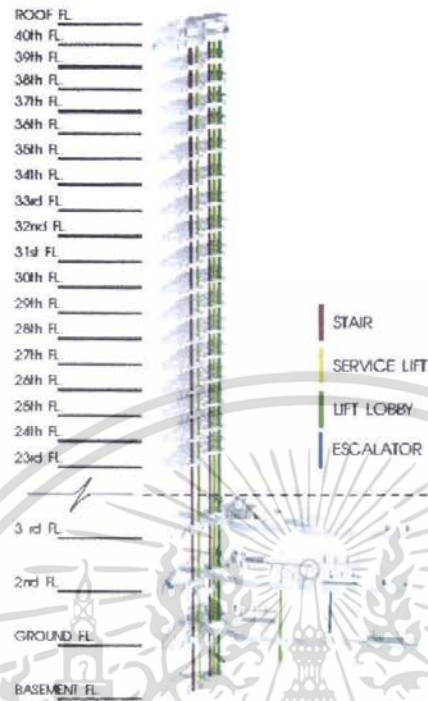 ROOF FL.
40th FL.
39th FL.
38th FL.
37th FL.
36th FL.
35th FL.
34th FL.
33rd FL.
32nd FL.
31st FL.
30th FL.
29th FL.
28th FL.
27th FL.
26th FL.
25th FL.
24th FL.
23rd FL.
3 rd FL.
2nd FL.
GROUND FL.
BASEMENT FL.
STAIR
SERVICE LIFT
LIFT LOBBY
ESCALATOR